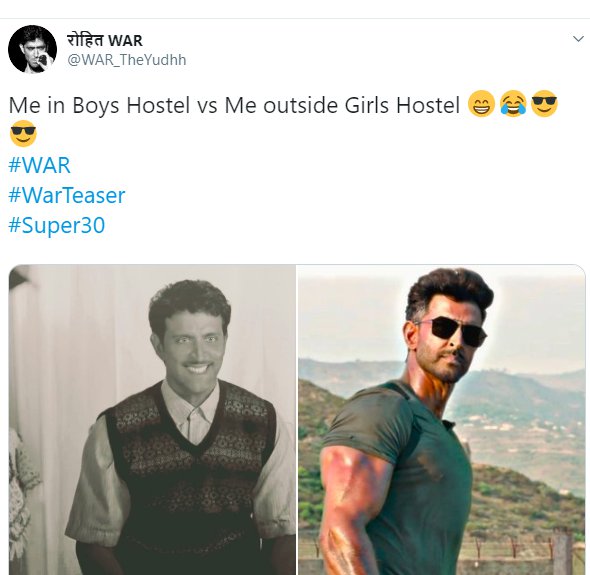 रोहित WAR
@WAR_TheYudhh
Me in Boys Hostel vs Me outside Girls Hostel 😁😂😎
😎
#WAR
#WarTeaser
#Super30